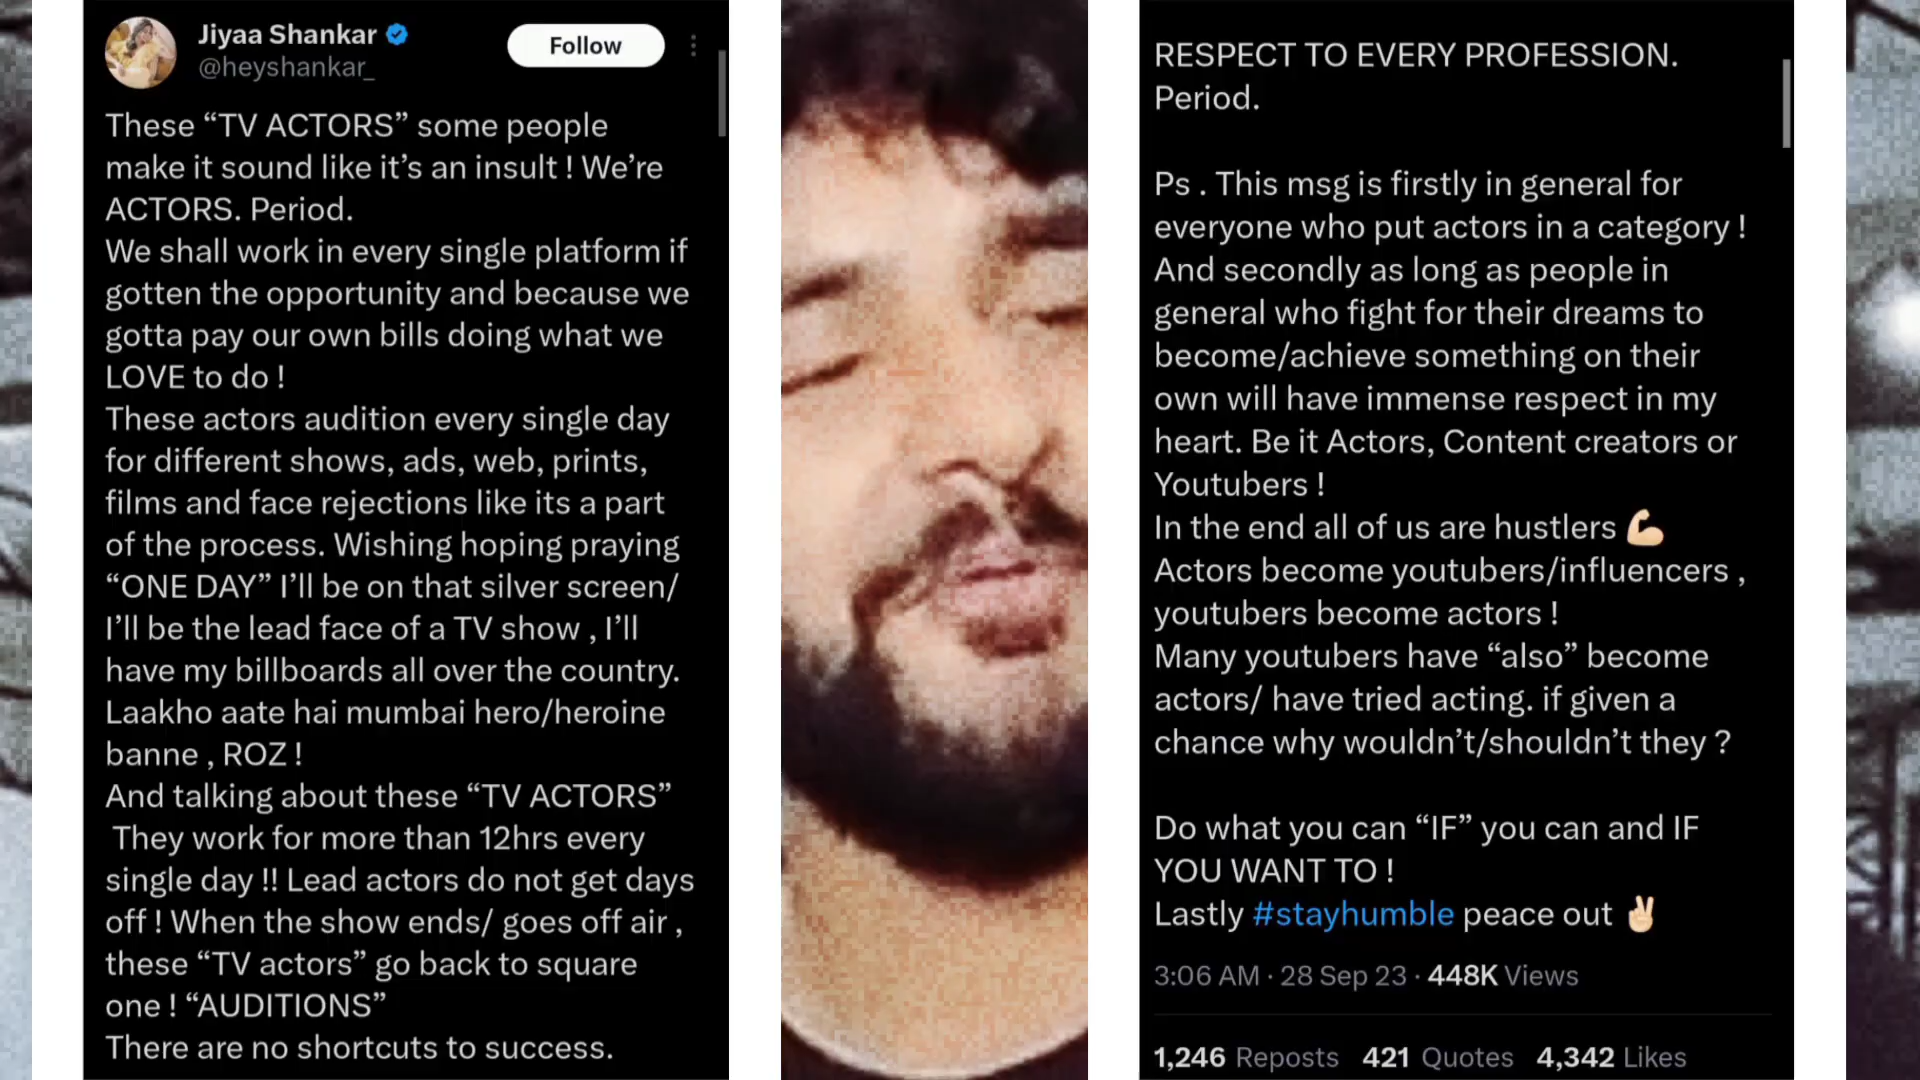 Jiyaa Shankar
@heyshankar_
Follow
These “TV ACTORS” some people
make it sound like it’s an insult ! We’re
ACTORS. Period.
We shall work in every single platform if
gotten the opportunity and because we
gotta pay our own bills doing what we
LOVE to do !
These actors audition every single day
for different shows, ads, web, prints,
films and face rejections like its a part
of the process. Wishing hoping praying
“ONE DAY” I’ll be on that silver screen/
I’ll be the lead face of a TV show , I’ll
have my billboards all over the country.
Laakho aate hai mumbai hero/heroine
banne , ROZ !
And talking about these “TV ACTORS”
They work for more than 12hrs every
single day !! Lead actors do not get days
off ! When the show ends/ goes off air ,
these “TV actors” go back to square
one ! “AUDITIONS”
There are no shortcuts to success.
RESPECT TO EVERY PROFESSION.
Period.
Ps . This msg is firstly in general for
everyone who put actors in a category !
And secondly as long as people in
general who fight for their dreams to
become/achieve something on their
own will have immense respect in my
heart. Be it Actors, Content creators or
Youtubers !
In the end all of us are hustlers 💪🏻
Actors become youtubers/influencers ,
youtubers become actors !
Many youtubers have “also” become
actors/ have tried acting. if given a
chance why wouldn’t/shouldn’t they ?
Do what you can “IF” you can and IF
YOU WANT TO !
Lastly #stayhumble peace out ✌🏻
3:06 AM · 28 Sep 23 · 448K Views
1,246 Reposts 421 Quotes 4,342 Likes